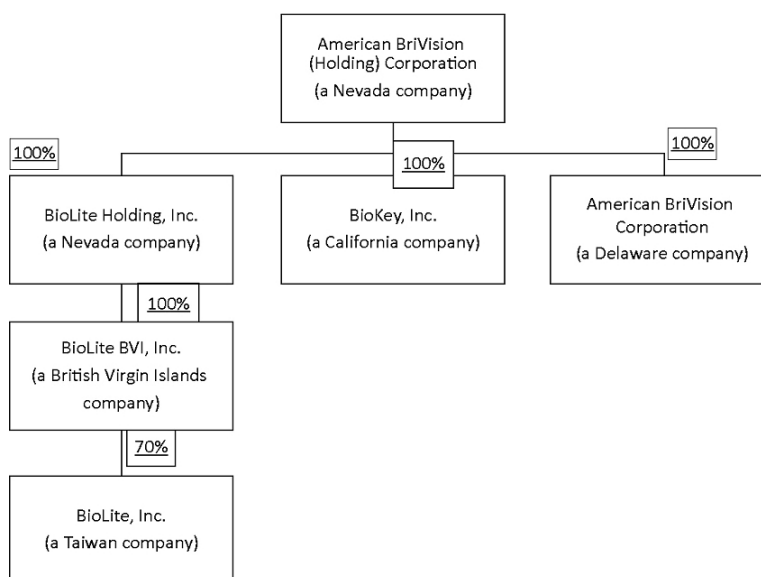 American BriVision
(Holding) Corporation
(a Nevada company)
100%
100%
100%
BioLite Holding, Inc.
(a Nevada company)
BioKey, Inc.
(a California company)
American BriVision
Corporation
(a Delaware company)
100%
BioLite BVI, Inc.
(a British Virgin Islands
company)
70%
BioLite, Inc.
(a Taiwan company)